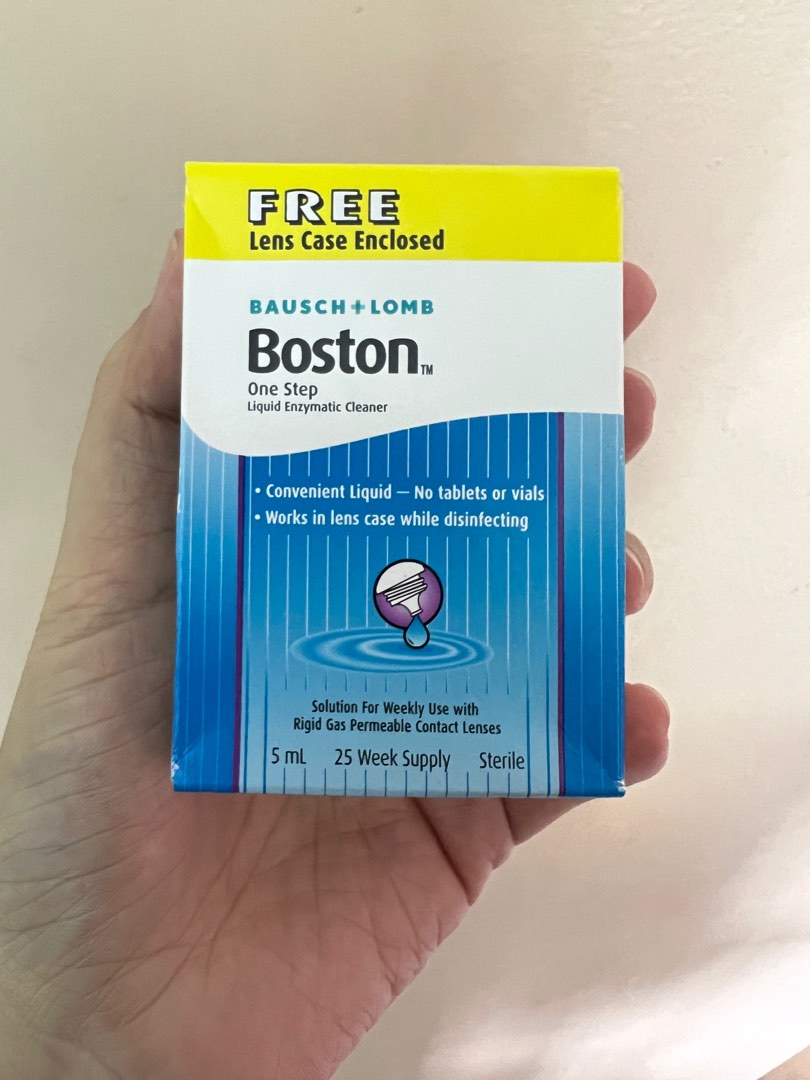 FREE
Lens Case Enclosed
BAUSCH + LOMB
Boston™
One Step
Liquid Enzymatic Cleaner
• Convenient Liquid — No tablets or vials
• Works in lens case while disinfecting
Solution For Weekly Use with
Rigid Gas Permeable Contact Lenses
5 mL 25 Week Supply Sterile